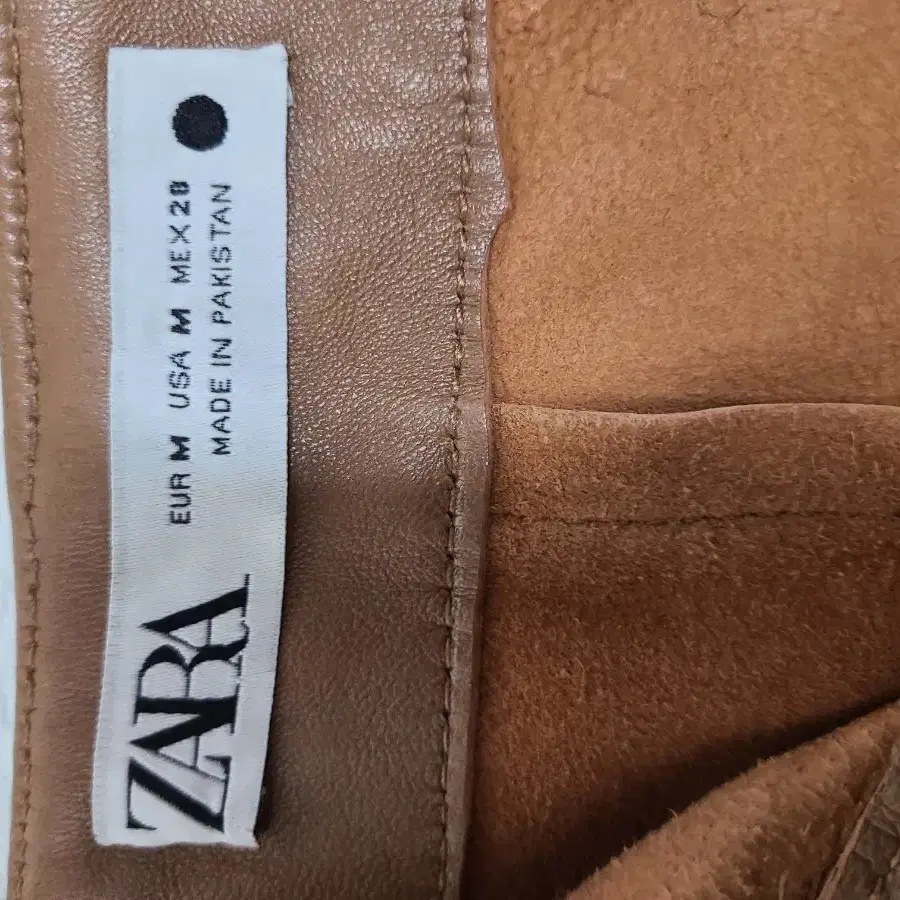 ZARA
EUR M USA M MEX 28
MADE IN PAKISTAN